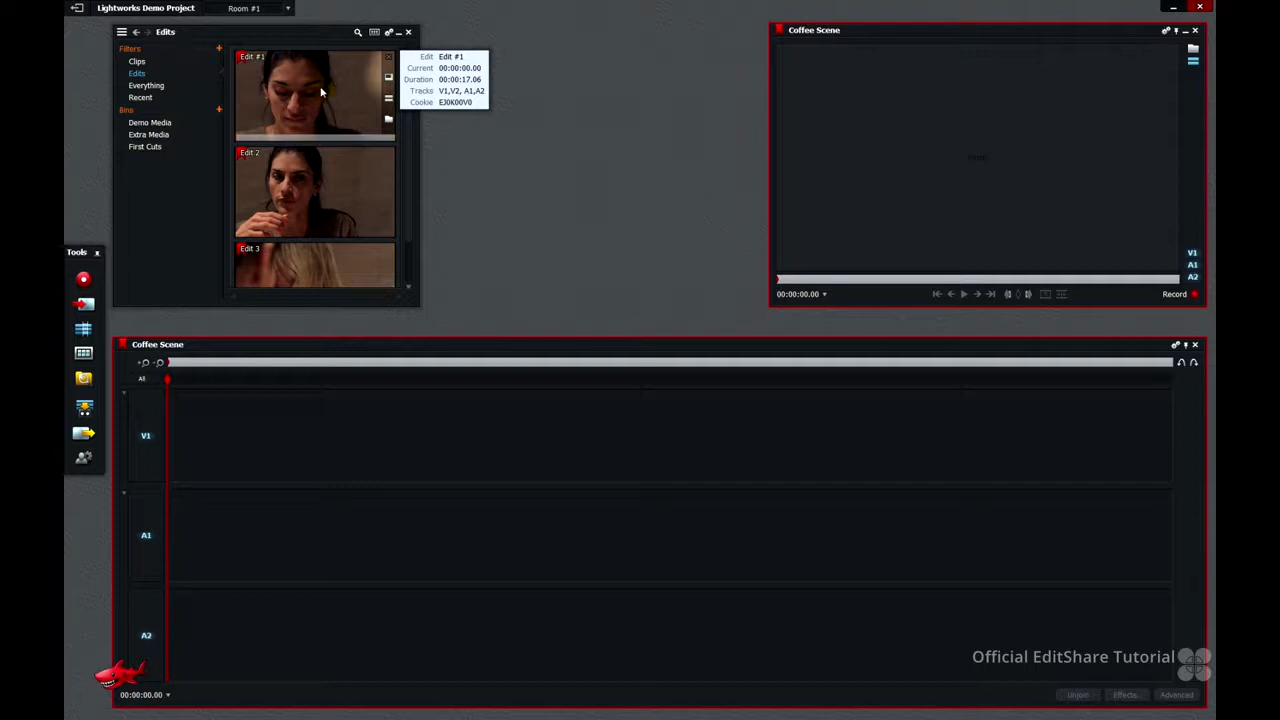 Lightworks Demo Project
Room #1
Edits
Filters
Clips
Edits
Everything
Recent
Bins
Demo Media
Extra Media
First Cuts
Edit #1
Edit 2
Edit 3
Edit Edit #1
Current 00:00:00.00
Duration 00:00:17.06
Tracks V1,V2, A1,A2
Cookie EJ0K00V0
Coffee Scene
V1
A1
A2
00:00:00.00
Record
Tools
Coffee Scene
All
V1
A1
A2
Official EditShare Tutorial
00:00:00.00
Unjoin
Effects...
Advanced